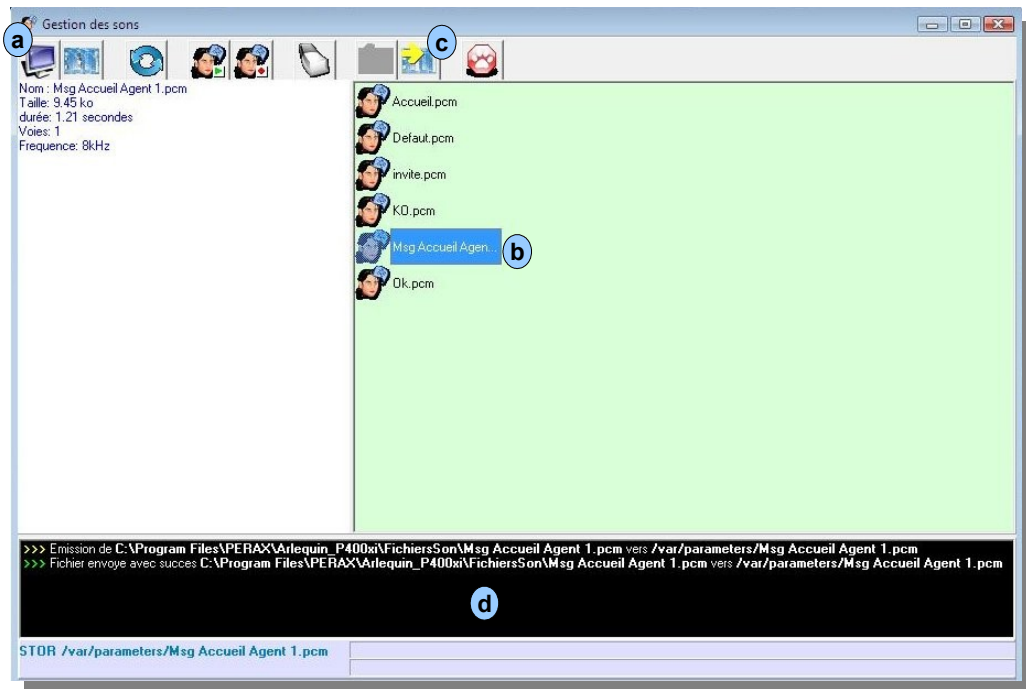 Gestion des sons
a
c
Nom : Msg Accueil Agent 1.pcm
Taille: 9.45 ko
durée: 1.21 secondes
Voies: 1
Frequence: 8kHz
Accueil.pcm
Defaut.pcm
invite.pcm
KO.pcm
Msg Accueil Agen...
b
Ok.pcm
>>> Emission de C:\Program Files\PERAX\Arlequin_P400xi\FichiersSon\Msg Accueil Agent 1.pcm vers /var/parameters/Msg Accueil Agent 1.pcm
>>> Fichier envoye avec succes C:\Program Files\PERAX\Arlequin_P400xi\FichiersSon\Msg Accueil Agent 1.pcm vers /var/parameters/Msg Accueil Agent 1.pcm
d
STOR /var/parameters/Msg Accueil Agent 1.pcm